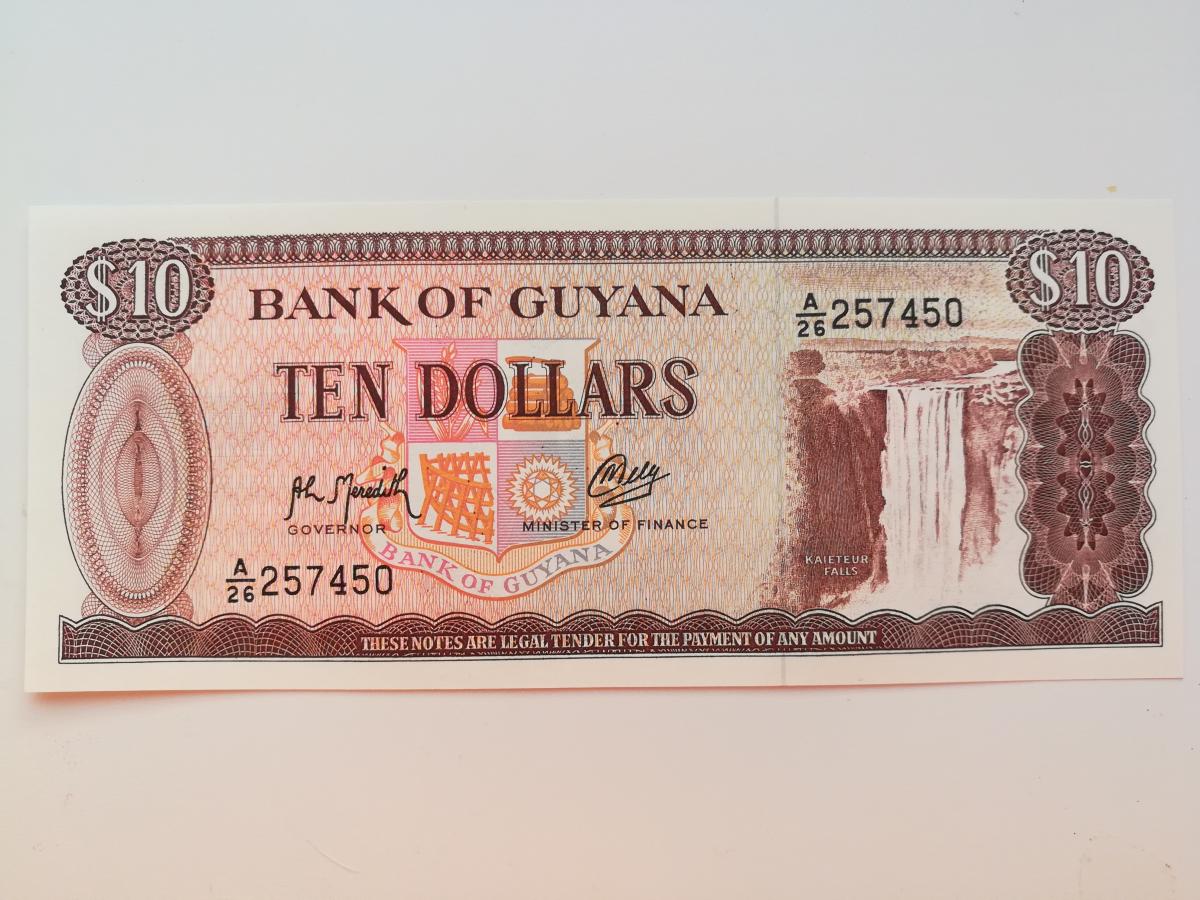 $10
BANK OF GUYANA
A/26 257450
$10
TEN DOLLARS
Meredith
GOVERNOR
MINISTER OF FINANCE
KAIETEUR
FALLS
BANK OF GUYANA
A/26 257450
THESE NOTES ARE LEGAL TENDER FOR THE PAYMENT OF ANY AMOUNT